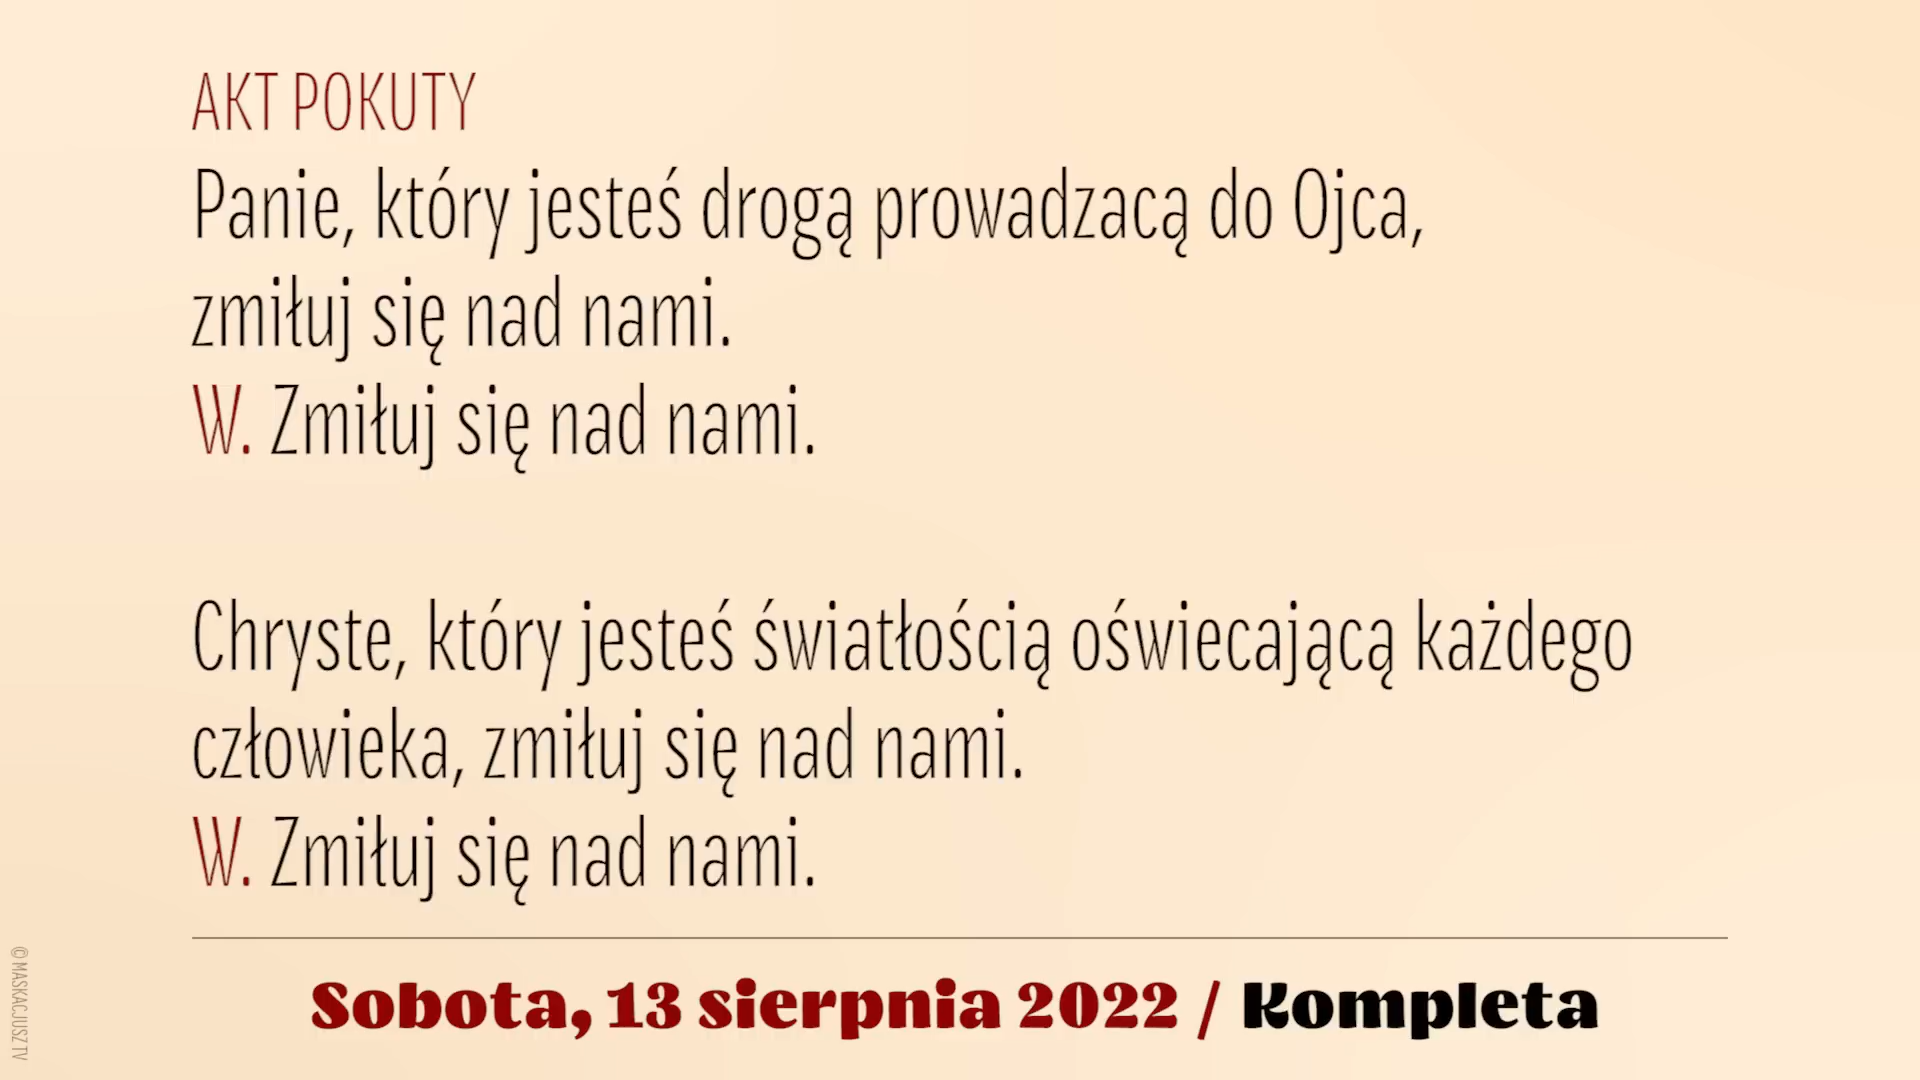 AKT POKUTY
Panie, który jesteś drogą prowadzacą do Ojca,
zmiłuj się nad nami.
W. Zmiłuj się nad nami.
Chryste, który jesteś światłością oświecającą każdego
człowieka, zmiłuj się nad nami.
W. Zmiłuj się nad nami.
Sobota, 13 sierpnia 2022 / Kompleta
© MASKACJUSZ TV